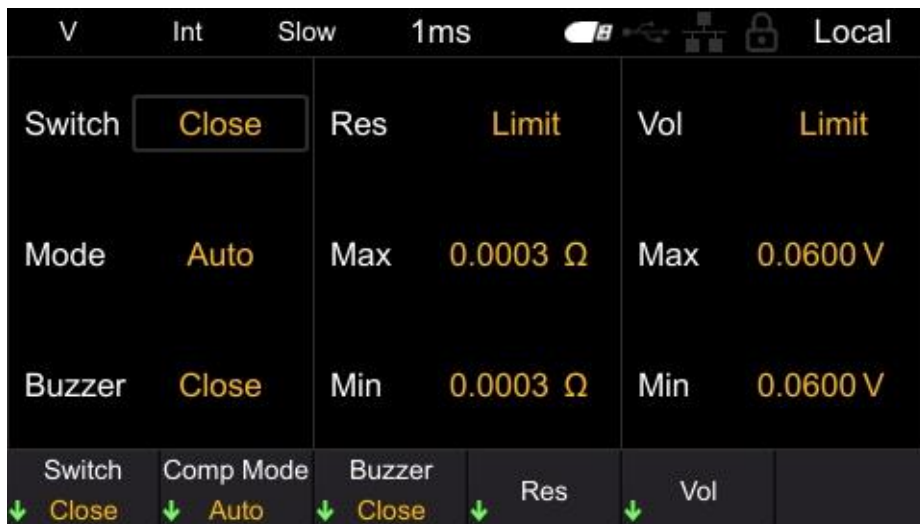 V Int Slow 1ms Local
Switch Close Res Limit Vol Limit
Mode Auto Max 0.0003 Ω Max 0.0600 V
Buzzer Close Min 0.0003 Ω Min 0.0600 V
Switch Comp Mode Buzzer Res Vol
Close Auto Close